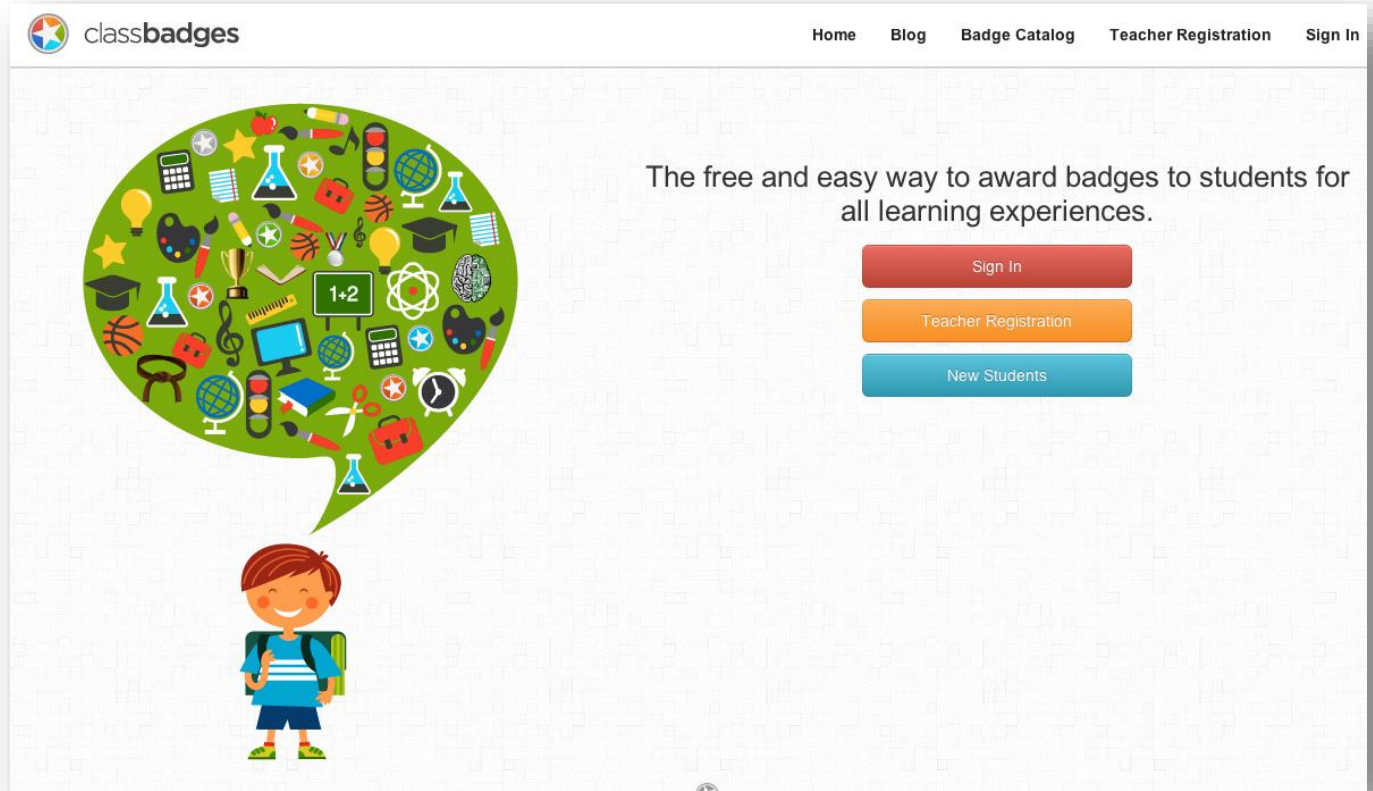 classbadges
Home Blog Badge Catalog Teacher Registration Sign In
The free and easy way to award badges to students for
all learning experiences.
Sign In
Teacher Registration
New Students
1+2